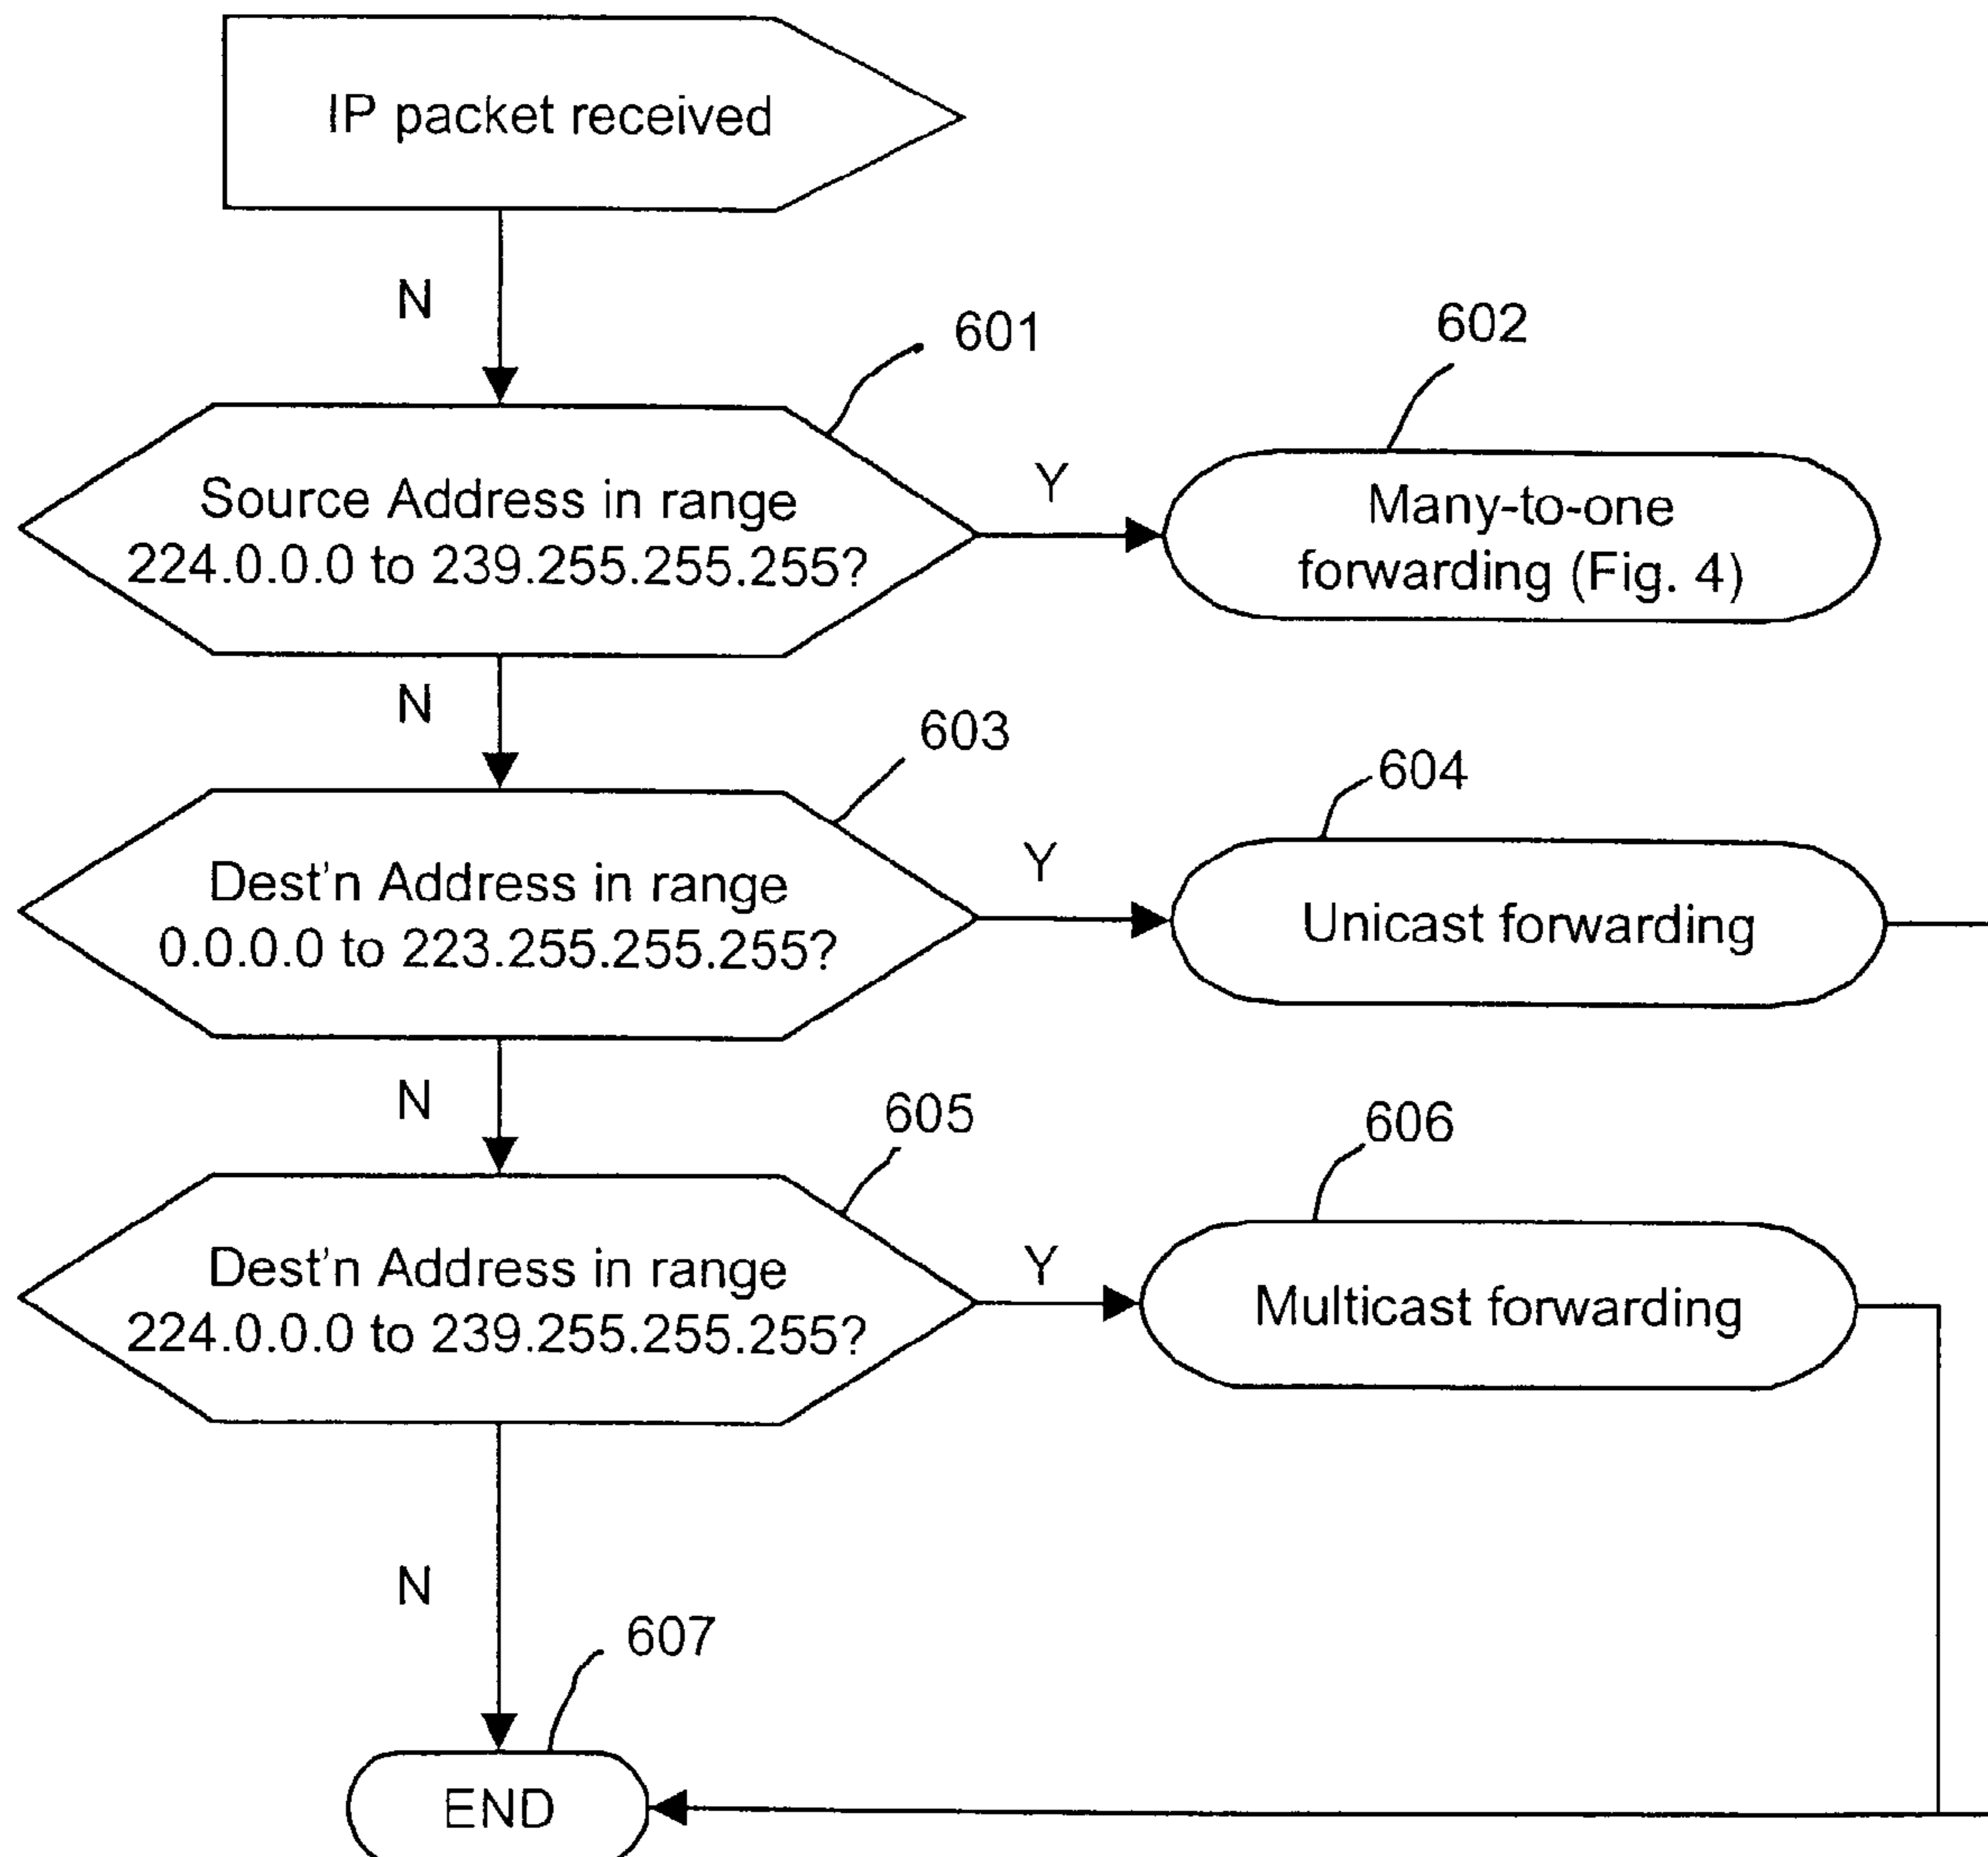 IP packet received
N
601
602
Source Address in range
224.0.0.0 to 239.255.255.255?
Y
Many-to-one
forwarding (Fig. 4)
N
603
604
Dest'n Address in range
0.0.0.0 to 223.255.255.255?
Y
Unicast forwarding
N
605
606
Dest'n Address in range
224.0.0.0 to 239.255.255.255?
Y
Multicast forwarding
N
607
END